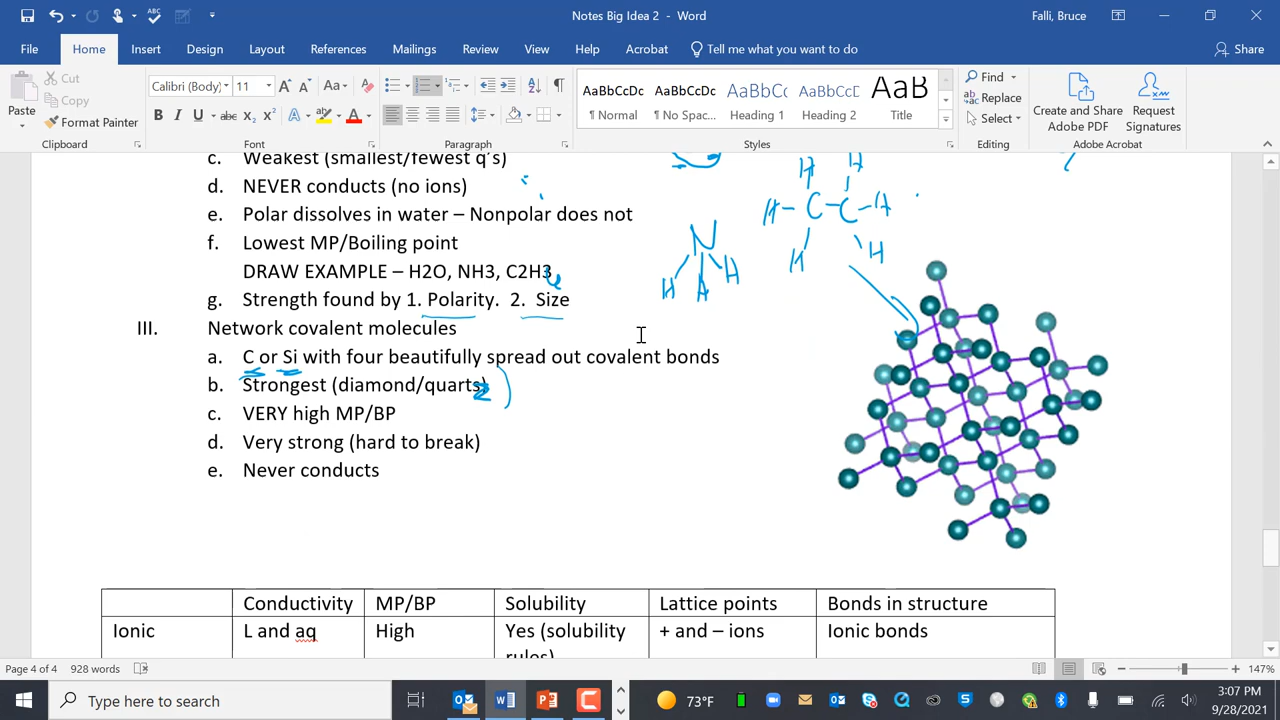 Notes Big Idea 2 - Word
Falli, Bruce
File Home Insert Design Layout References Mailings Review View Help Acrobat Tell me what you want to do Share
Paste
Cut
Copy
Format Painter
Calibri (Body) 11
AaBbCcDc AaBbCcDc AaBbCc AaBbCcD AaB
¶ Normal ¶ No Spac... Heading 1 Heading 2 Title
Find
Replace
Select
Create and Share Adobe PDF
Request Signatures
Clipboard Font Paragraph Styles Editing Adobe Acrobat
c. Weakest (smallest/fewest q's)
d. NEVER conducts (no ions)
e. Polar dissolves in water – Nonpolar does not
f. Lowest MP/Boiling point
DRAW EXAMPLE – H2O, NH3, C2H6
g. Strength found by 1. Polarity. 2. Size
H H
H C C H
H H
N
H H H
III. Network covalent molecules
a. C or Si with four beautifully spread out covalent bonds
b. Strongest (diamond/quartz)
c. VERY high MP/BP
d. Very strong (hard to break)
e. Never conducts
Conductivity MP/BP Solubility Lattice points Bonds in structure
Ionic L and aq High Yes (solubility + and – ions Ionic bonds
rules)
Page 4 of 4 928 words 147%
Type here to search
73°F
3:07 PM
9/28/2021